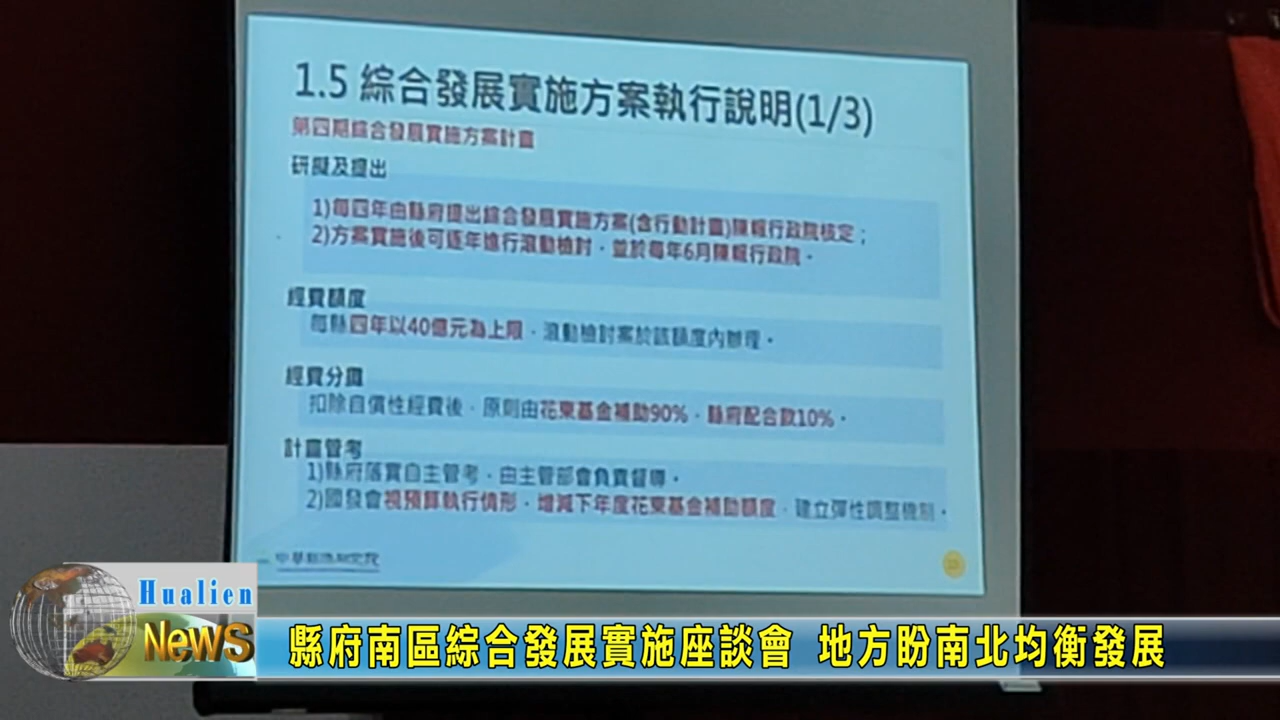 1.5 綜合發展實施方案執行說明(1/3)
第四期綜合發展實施方案計畫
研擬及提出
1)每四年由縣府提出綜合發展實施方案(含行動計畫)陳報行政院核定；
2)方案實施後可逐年進行滾動檢討，並於每年6月陳報行政院。
經費額度
每縣四年以40億元為上限，滾動檢討案於該額度內辦理。
經費分攤
扣除自償性經費後，原則由花東基金補助90%，縣府配合款10%。
計畫管考
1)縣府落實自主管考，由主管部會負責督導。
2)國發會視預算執行情形，增減下年度花東基金補助額度，建立彈性調整機制。
中華經濟研究院
Hualien
News
縣府南區綜合發展實施座談會 地方盼南北均衡發展